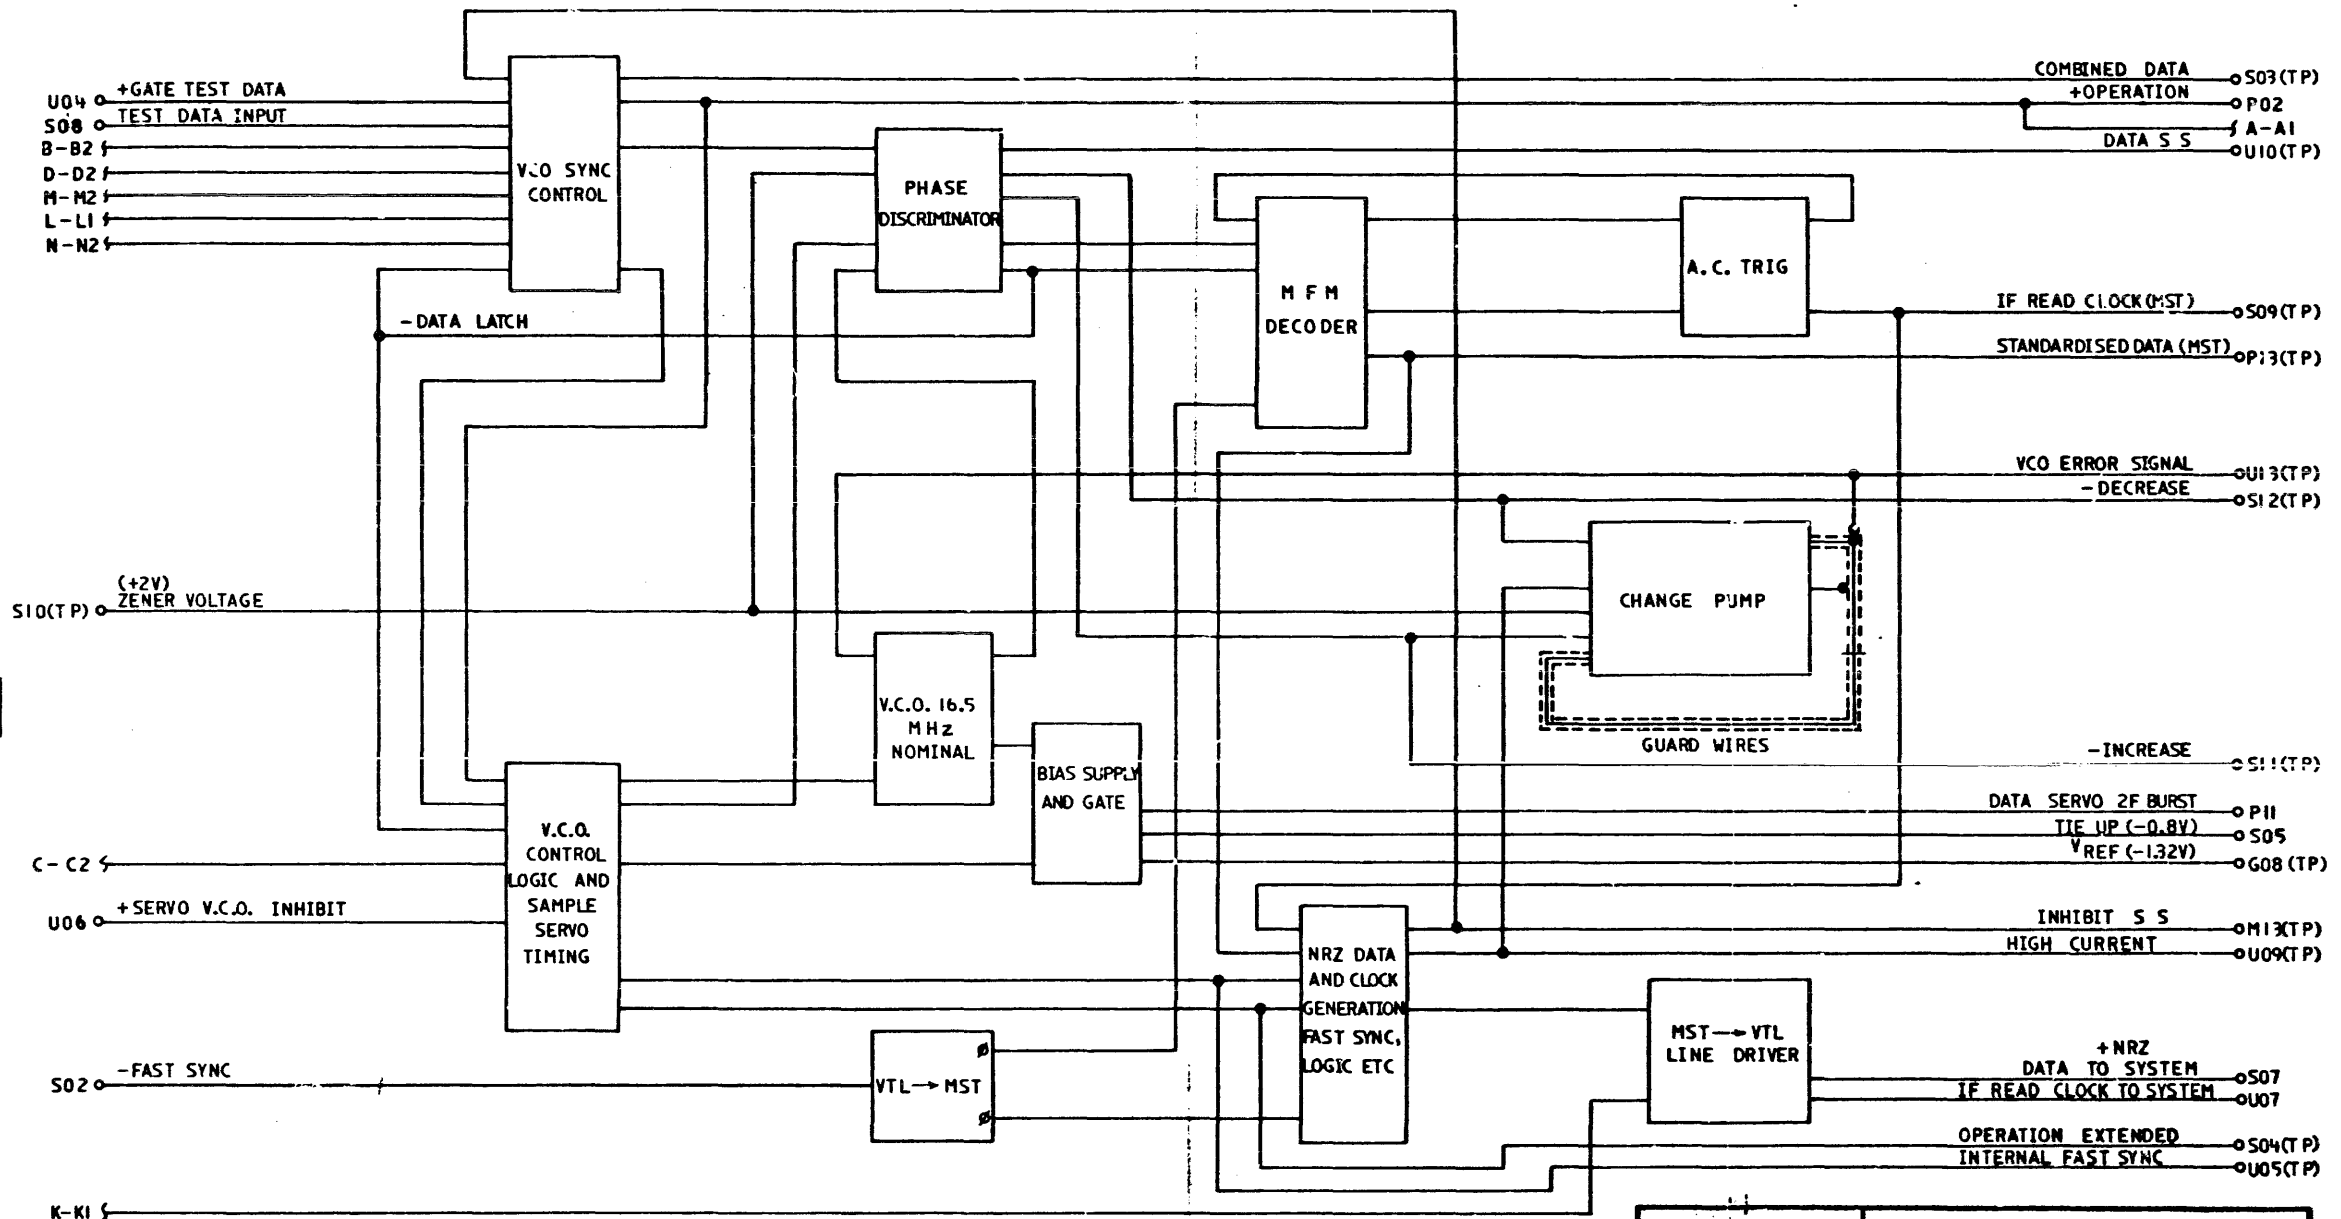 COMBINED DATA
S03(TP)
U04
+GATE TEST DATA
+OPERATION
P02
S08
TEST DATA INPUT
A-A1
B-B2
DATA S S
U10(TP)
D-D2
M-M2
L-L1
N-N2
VCO SYNC
CONTROL
PHASE
DISCRIMINATOR
M F M
DECODER
A.C. TRIG
IF READ CLOCK(MST)
S09(TP)
-DATA LATCH
STANDARDISED DATA (MST)
P13(TP)
VCO ERROR SIGNAL
U13(TP)
-DECREASE
S12(TP)
(+2V)
S10(TP)
ZENER VOLTAGE
CHANGE PUMP
V.C.O. 16.5
MHz
NOMINAL
GUARD WIRES
-INCREASE
S11(TP)
BIAS SUPPLY
AND GATE
DATA SERVO 2F BURST
P11
TIE UP (-0.8V)
S05
VREF (-1.32V)
G08(TP)
C-C2
U06
+SERVO V.C.O. INHIBIT
V.C.O.
CONTROL
LOGIC AND
SAMPLE
SERVO
TIMING
INHIBIT S S
M13(TP)
HIGH CURRENT
U09(TP)
NRZ DATA
AND CLOCK
GENERATION
FAST SYNC,
LOGIC ETC
MST→VTL
LINE DRIVER
+NRZ
DATA TO SYSTEM
S07
IF READ CLOCK TO SYSTEM
U07
S02
-FAST SYNC
VTL→MST
Ø
Ø
OPERATION EXTENDED
S04(TP)
INTERNAL FAST SYNC
U05(TP)
K-K1